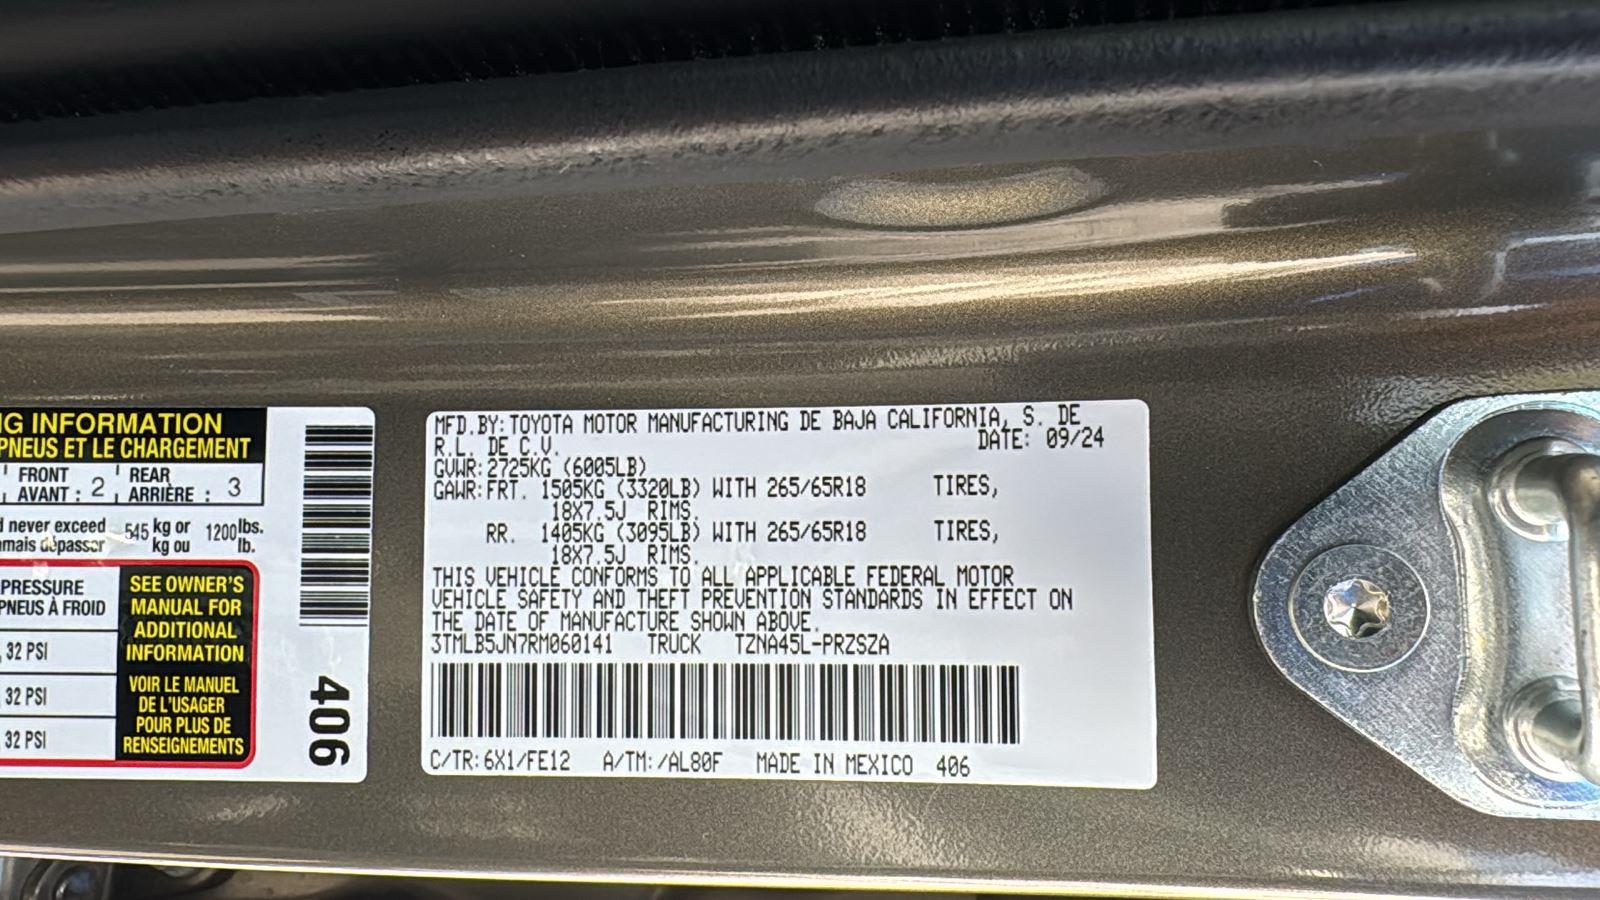 NG INFORMATION
PNEUS ET LE CHARGEMENT
FRONT REAR
AVANT : 2 ARRIÈRE : 3
d never exceed 545 kg or 1200 lbs.
amais dépasser kg ou lb.
PRESSURE
PNEUS À FROID
32 PSI
32 PSI
32 PSI
SEE OWNER'S
MANUAL FOR
ADDITIONAL
INFORMATION
VOIR LE MANUEL
DE L'USAGER
POUR PLUS DE
RENSEIGNEMENTS
406
MFD.BY:TOYOTA MOTOR MANUFACTURING DE BAJA CALIFORNIA, S. DE
R.L. DE C.V. DATE: 09/24
GVWR:2725KG (6005LB)
GAWR:FRT. 1505KG (3320LB) WITH 265/65R18 TIRES,
18X7.5J RIMS.
RR. 1405KG (3095LB) WITH 265/65R18 TIRES,
18X7.5J RIMS.
THIS VEHICLE CONFORMS TO ALL APPLICABLE FEDERAL MOTOR
VEHICLE SAFETY AND THEFT PREVENTION STANDARDS IN EFFECT ON
THE DATE OF MANUFACTURE SHOWN ABOVE.
3TMLB5JN7RM060141 TRUCK TZNA45L-PRZSZA
C/TR:6X1/FE12 A/TM:/AL80F MADE IN MEXICO 406